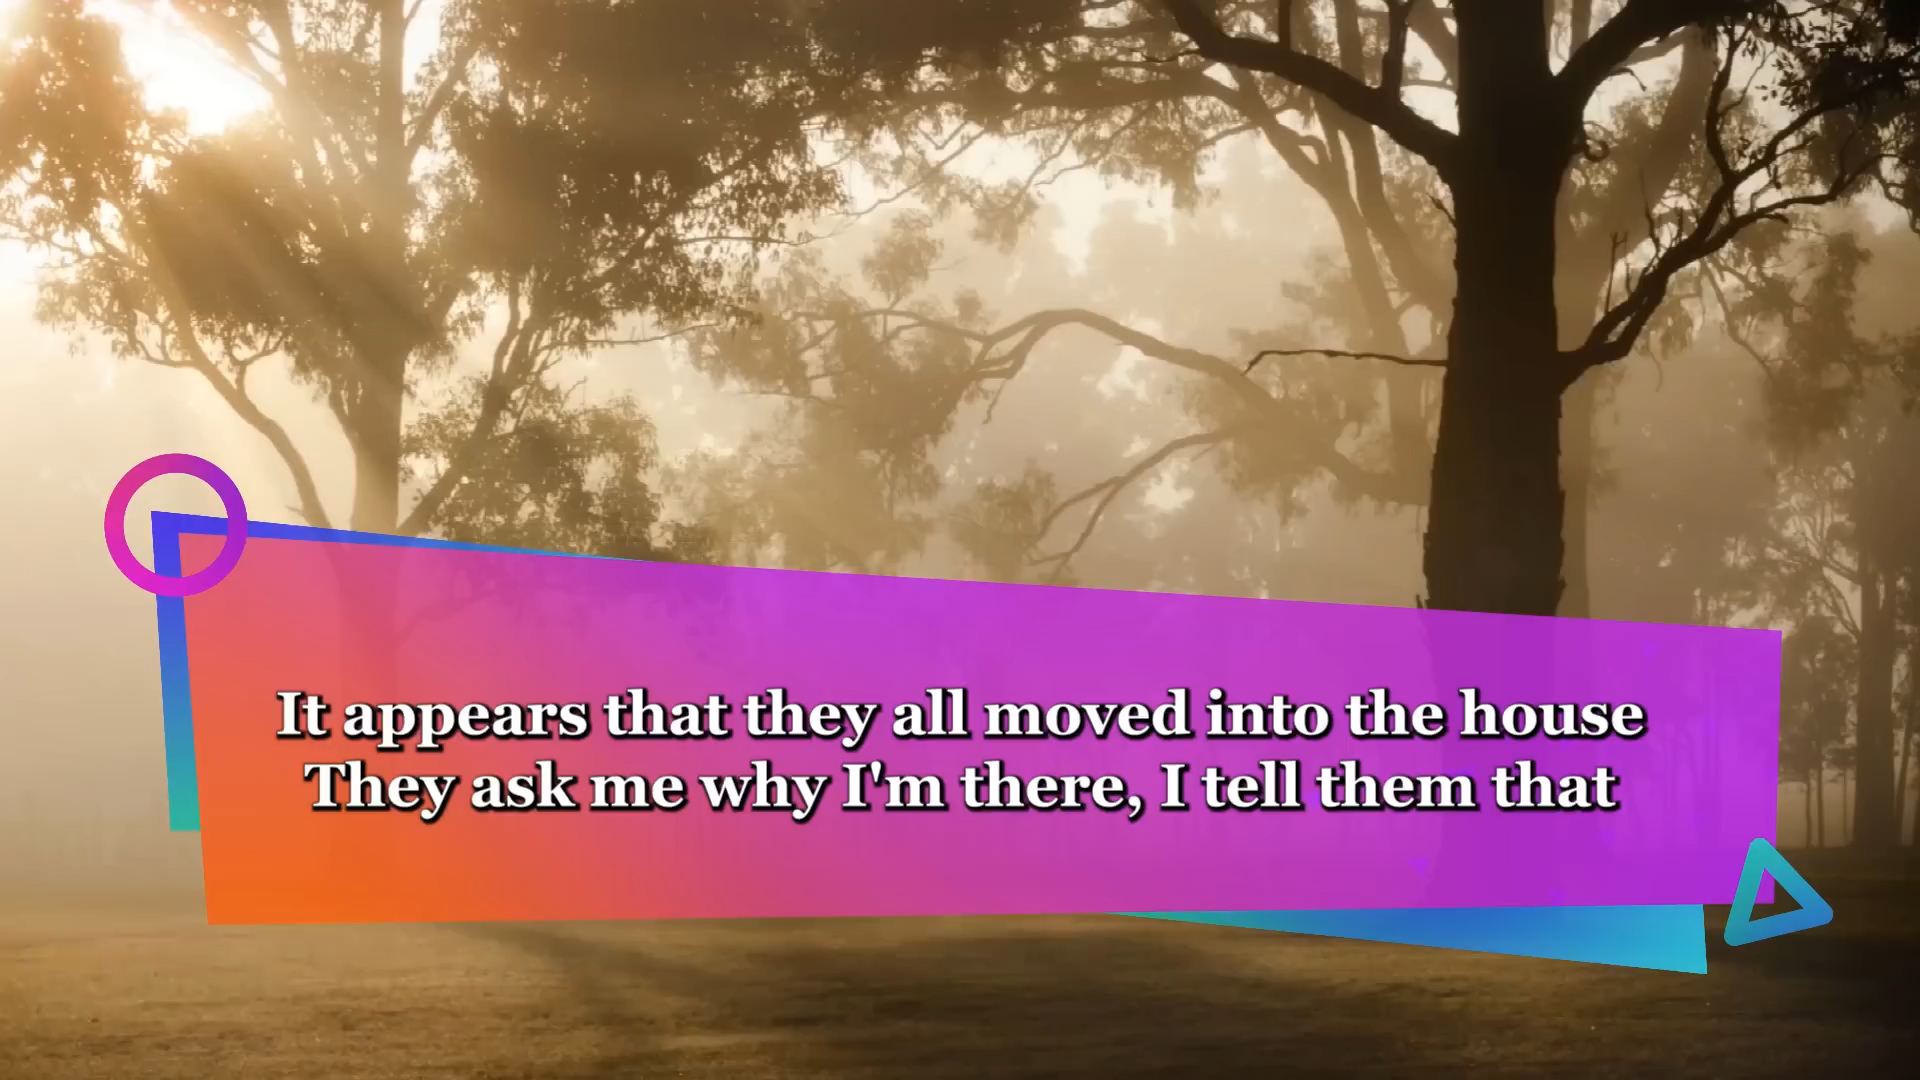 It appears that they all moved into the house
They ask me why I'm there, I tell them that